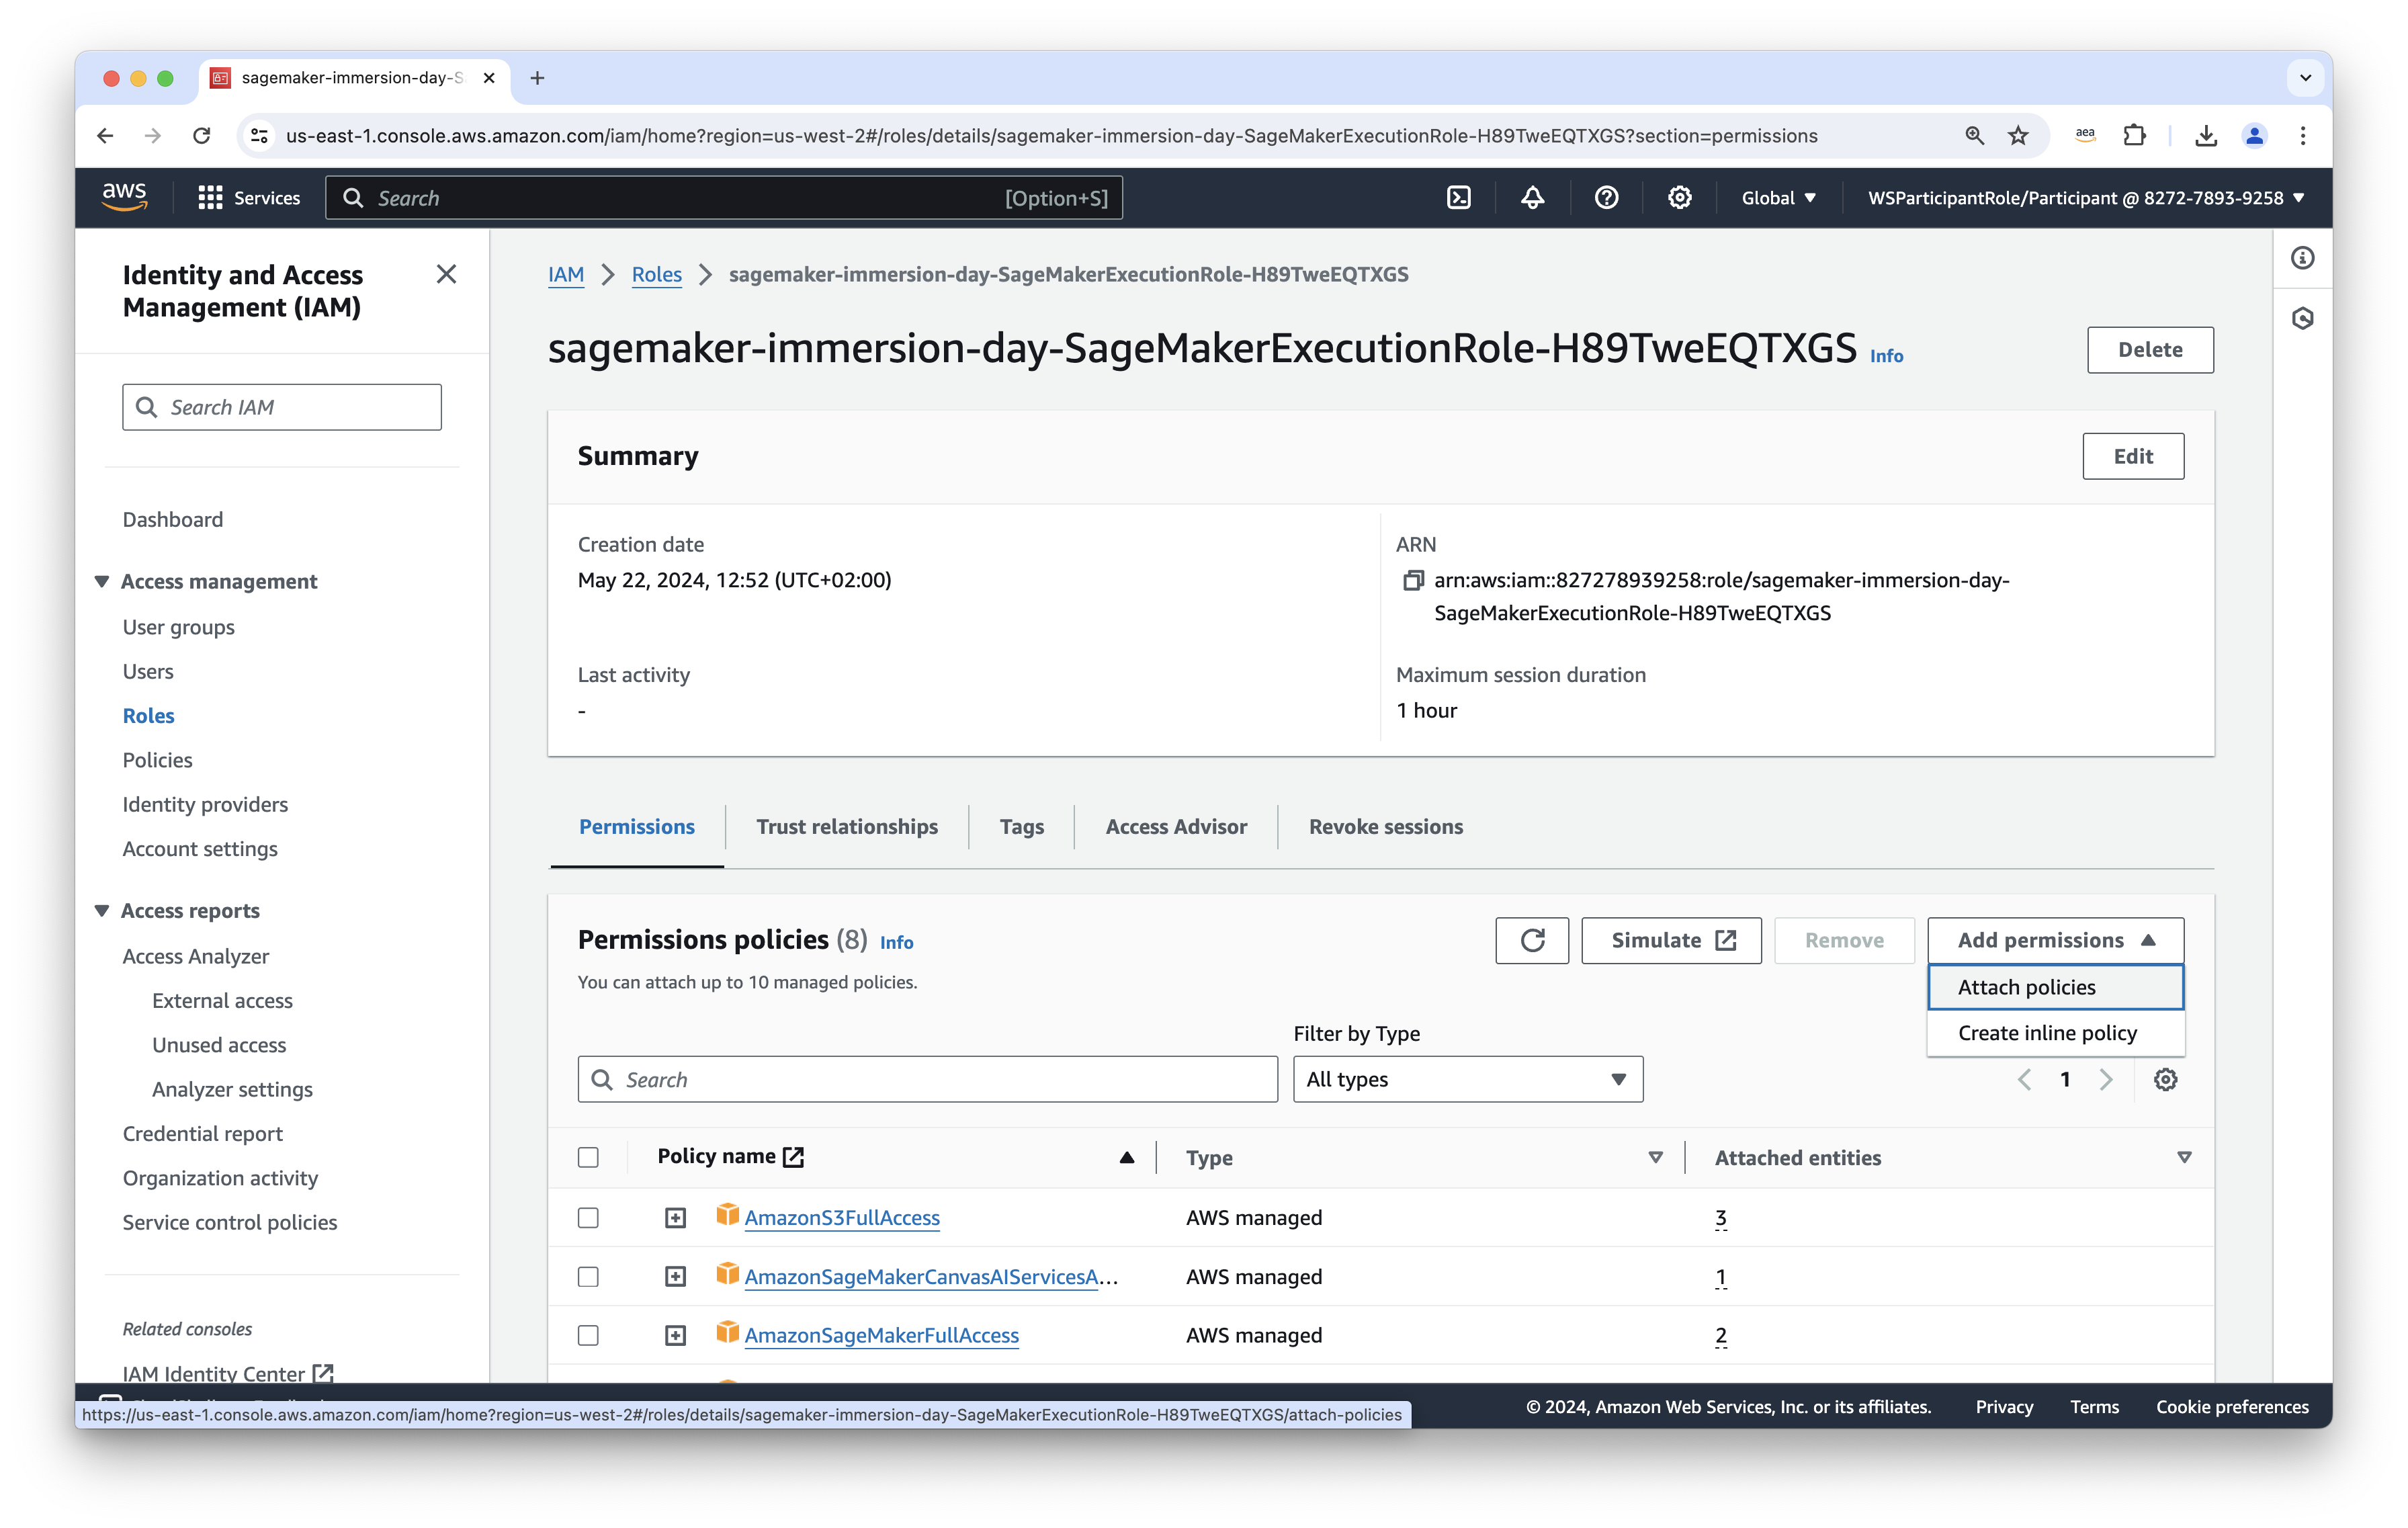 sagemaker-immersion-day-S
us-east-1.console.aws.amazon.com/iam/home?region=us-west-2#/roles/details/sagemaker-immersion-day-SageMakerExecutionRole-H89TweEQTXGS?section=permissions
aea
aws
Services
Search
[Option+S]
Global
WSParticipantRole/Participant @ 8272-7893-9258
Identity and Access
Management (IAM)
Search IAM
Dashboard
Access management
User groups
Users
Roles
Policies
Identity providers
Account settings
Access reports
Access Analyzer
External access
Unused access
Analyzer settings
Credential report
Organization activity
Service control policies
Related consoles
IAM Identity Center
IAM
Roles
sagemaker-immersion-day-SageMakerExecutionRole-H89TweEQTXGS
sagemaker-immersion-day-SageMakerExecutionRole-H89TweEQTXGS Info
Delete
Summary
Edit
Creation date
May 22, 2024, 12:52 (UTC+02:00)
ARN
arn:aws:iam::827278939258:role/sagemaker-immersion-day-
SageMakerExecutionRole-H89TweEQTXGS
Last activity
-
Maximum session duration
1 hour
Permissions
Trust relationships
Tags
Access Advisor
Revoke sessions
Permissions policies (8) Info
You can attach up to 10 managed policies.
Simulate
Remove
Add permissions
Attach policies
Create inline policy
Filter by Type
Search
All types
1
Policy name
Type
Attached entities
AmazonS3FullAccess
AWS managed
3
AmazonSageMakerCanvasAIServicesA...
AWS managed
1
AmazonSageMakerFullAccess
AWS managed
2
https://us-east-1.console.aws.amazon.com/iam/home?region=us-west-2#/roles/details/sagemaker-immersion-day-SageMakerExecutionRole-H89TweEQTXGS/attach-policies
© 2024, Amazon Web Services, Inc. or its affiliates.
Privacy
Terms
Cookie preferences